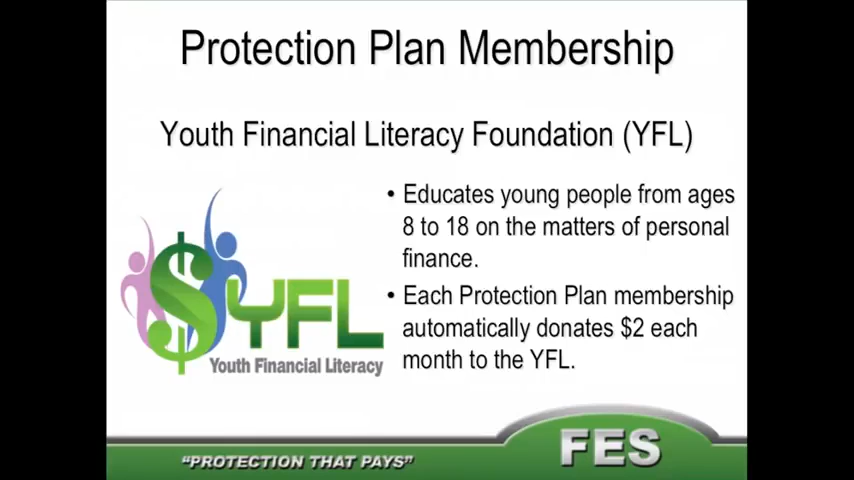 Protection Plan Membership
Youth Financial Literacy Foundation (YFL)
• Educates young people from ages
8 to 18 on the matters of personal
finance.
• Each Protection Plan membership
automatically donates $2 each
month to the YFL.
$YFL
Youth Financial Literacy
"PROTECTION THAT PAYS"
FES